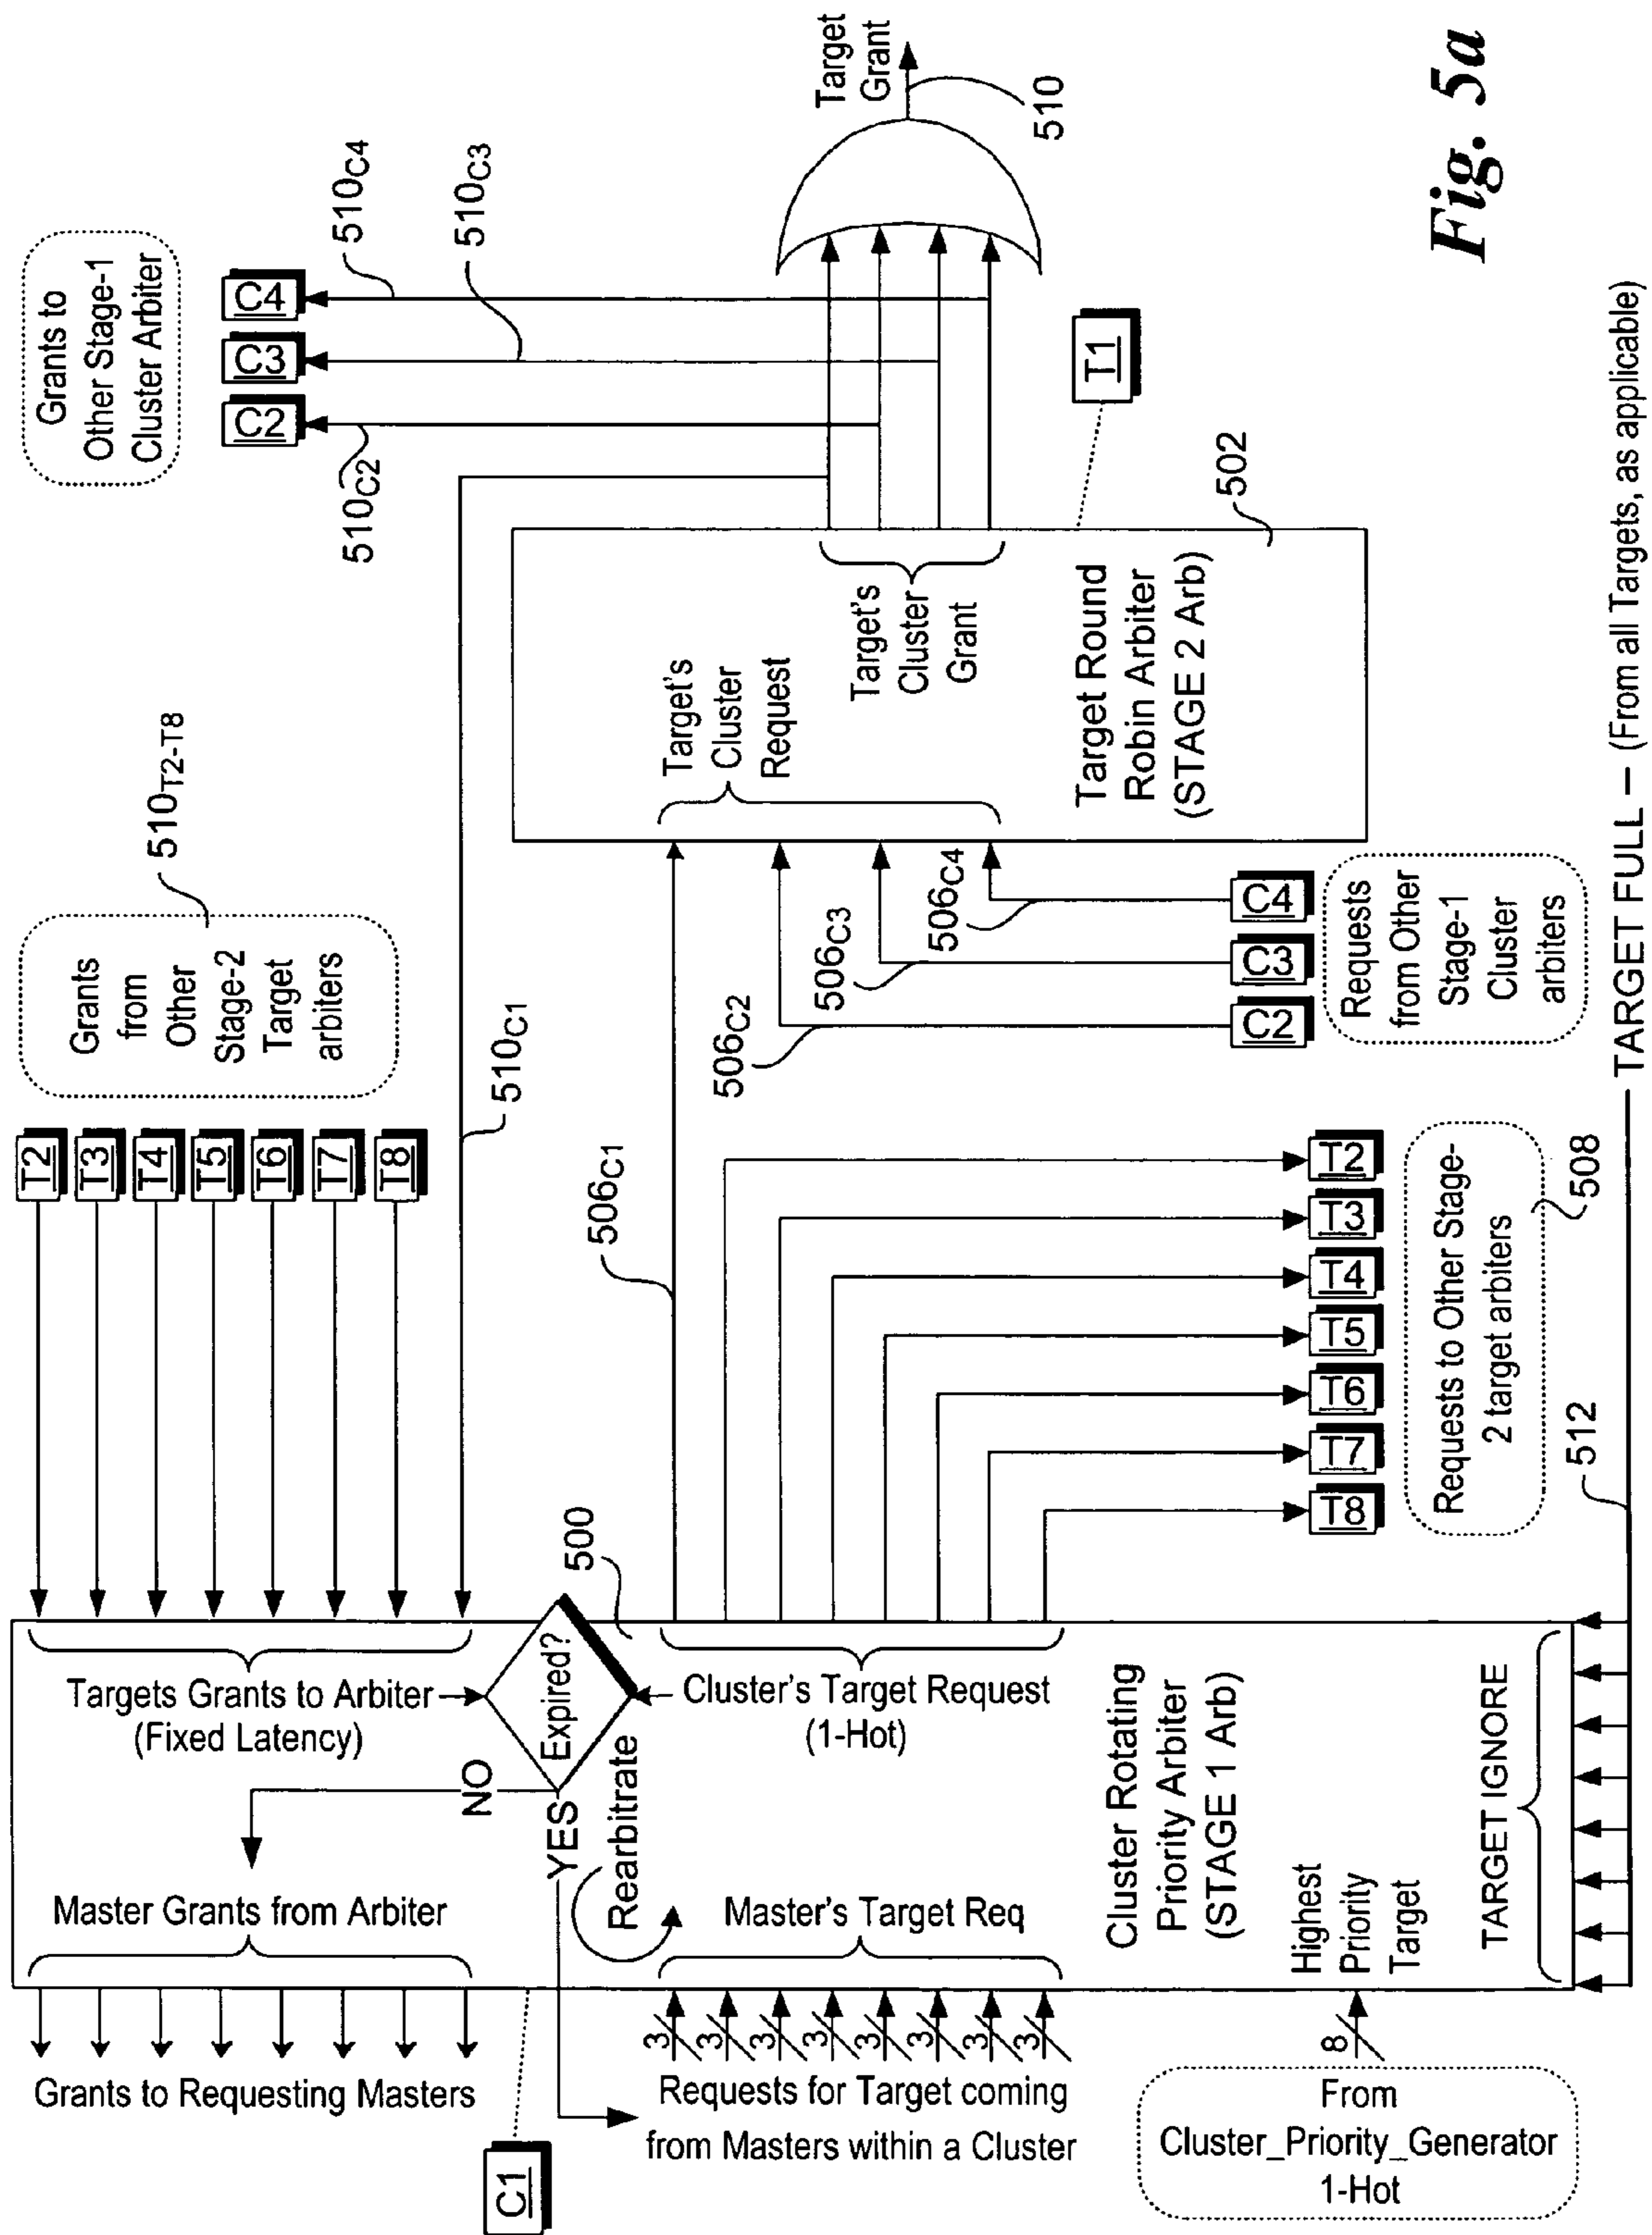 Grants to Requesting Masters
C1
Requests for Target coming
from Masters within a Cluster
3
3
3
3
3
3
3
3
8
From
Cluster_Priority_Generator
1-Hot
Master Grants from Arbiter
NO
YES
Rearbitrate
Master's Target Req
Targets Grants to Arbiter
(Fixed Latency)
Expired?
500
Cluster's Target Request
(1-Hot)
Cluster Rotating
Priority Arbiter
(STAGE 1 Arb)
Highest
Priority
Target
TARGET IGNORE
512
TARGET FULL – (From all Targets, as applicable)
T2
T3
T4
T5
T6
T7
T8
Grants
from
Other
Stage-2
Target
arbiters
510T2-T8
510C1
506C1
T8
T7
T6
T5
T4
T3
T2
Requests to Other Stage-
2 target arbiters
508
506C2
506C3
506C4
C2
C3
C4
Requests
from Other
Stage-1
Cluster
arbiters
Target's
Cluster
Request
Target's
Cluster
Grant
Target Round
Robin Arbiter
(STAGE 2 Arb)
502
T1
510C2
510C3
510C4
C2
C3
C4
Grants to
Other Stage-1
Cluster Arbiter
Target
Grant
510
Fig. 5a